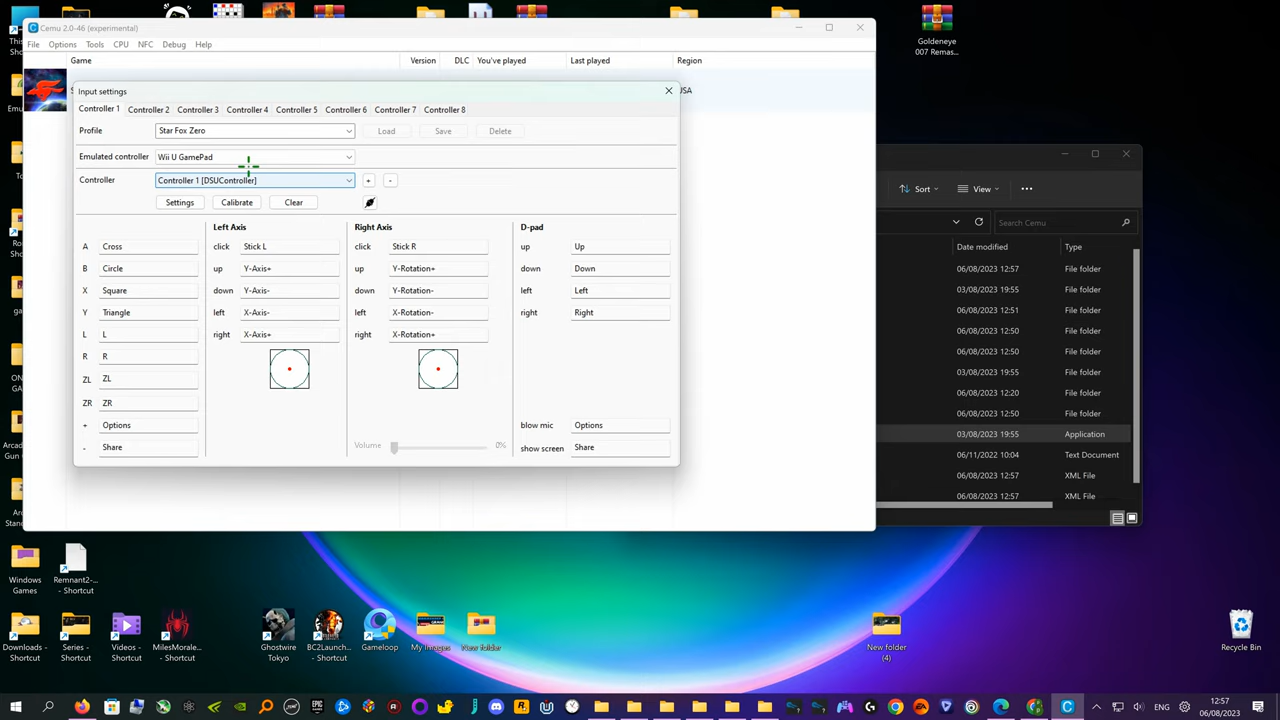 Cemu 2.0-46 (experimental)
File Options Tools CPU NFC Debug Help
Game Version DLC You've played Last played Region
USA
Input settings
Controller 1 Controller 2 Controller 3 Controller 4 Controller 5 Controller 6 Controller 7 Controller 8
Profile Star Fox Zero Load Save Delete
Emulated controller Wii U GamePad
Controller Controller 1 [DSUController] + -
Settings Calibrate Clear
Left Axis Right Axis D-pad
A Cross click Stick L click Stick R up Up
B Circle up Y-Axis+ up Y-Rotation+ down Down
X Square down Y-Axis- down Y-Rotation- left Left
Y Triangle left X-Axis- left X-Rotation- right Right
L L right X-Axis+ right X-Rotation+
R R
ZL ZL
ZR ZR
+ Options blow mic Options
Volume 0%
- Share show screen Share
Goldeneye
007 Remas...
Sort View
Search Cemu
Date modified Type
06/08/2023 12:57 File folder
03/08/2023 19:55 File folder
06/08/2023 12:51 File folder
06/08/2023 12:50 File folder
06/08/2023 12:50 File folder
03/08/2023 19:55 File folder
06/08/2023 12:20 File folder
06/08/2023 12:50 File folder
03/08/2023 19:55 Application
06/11/2022 10:04 Text Document
06/08/2023 12:57 XML File
06/08/2023 12:57 XML File
Windows
Games
Remnant2-...
- Shortcut
Downloads -
Shortcut
Series -
Shortcut
Videos -
Shortcut
MilesMorale...
- Shortcut
Ghostwire
Tokyo
BC2Launch...
- Shortcut
Gameloop
My Images
New folder
New folder
(4)
Recycle Bin
12:57
06/08/2023